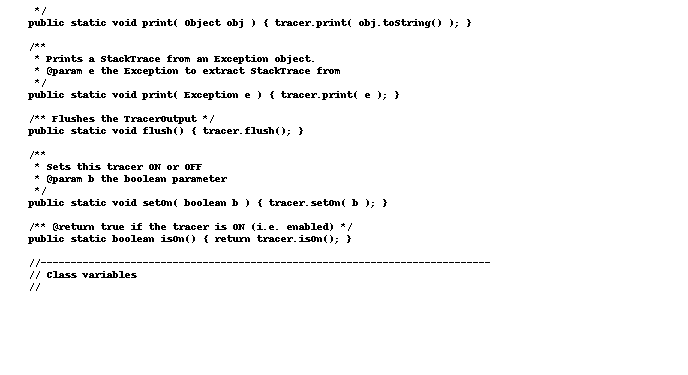 */
public static void print( Object obj ) { tracer.print( obj.toString() ); }
/**
* Prints a StackTrace from an Exception object.
* @param e the Exception to extract StackTrace from
*/
public static void print( Exception e ) { tracer.print( e ); }
/** Flushes the TracerOutput */
public static void flush() { tracer.flush(); }
/**
* Sets this tracer ON or OFF
* @param b the boolean parameter
*/
public static void setOn( boolean b ) { tracer.setOn( b ); }
/** @return true if the tracer is ON (i.e. enabled) */
public static boolean isOn() { return tracer.isOn(); }
//---------------------------------------------------------------------------
// Class variables
//